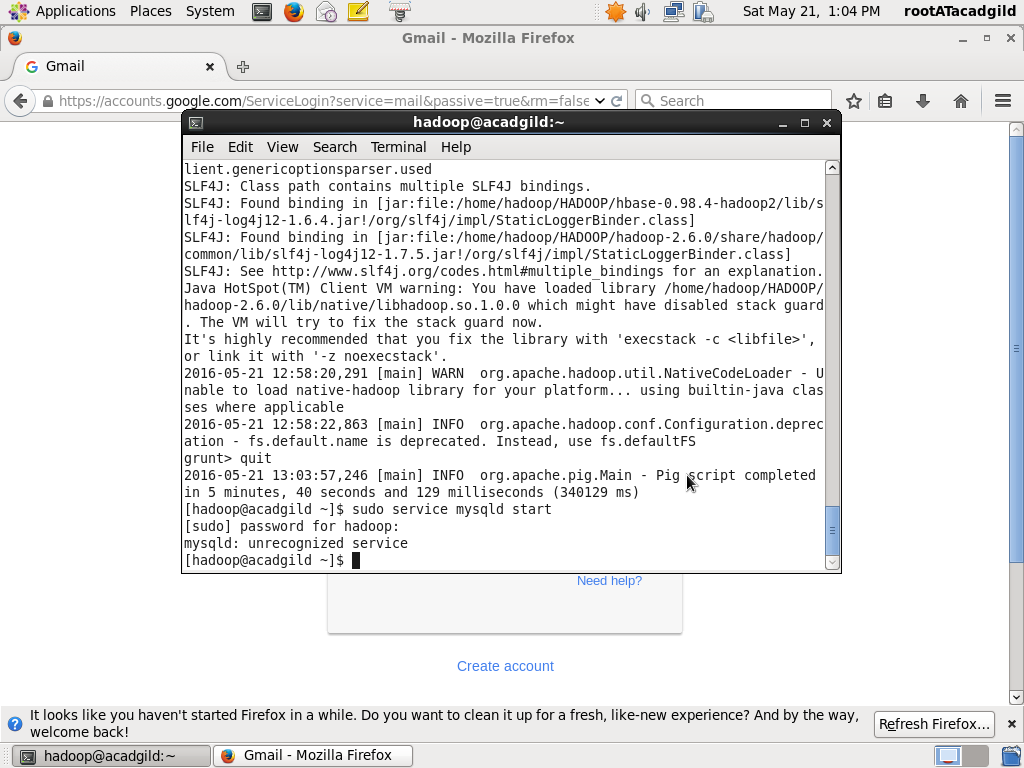 Applications Places System Sat May 21, 1:04 PM rootATacadgild
Gmail - Mozilla Firefox
Gmail
https://accounts.google.com/ServiceLogin?service=mail&passive=true&rm=false Search
hadoop@acadgild:~
File Edit View Search Terminal Help
lient.genericoptionsparser.used
SLF4J: Class path contains multiple SLF4J bindings.
SLF4J: Found binding in [jar:file:/home/hadoop/HADOOP/hbase-0.98.4-hadoop2/lib/s
lf4j-log4j12-1.6.4.jar!/org/slf4j/impl/StaticLoggerBinder.class]
SLF4J: Found binding in [jar:file:/home/hadoop/HADOOP/hadoop-2.6.0/share/hadoop/
common/lib/slf4j-log4j12-1.7.5.jar!/org/slf4j/impl/StaticLoggerBinder.class]
SLF4J: See http://www.slf4j.org/codes.html#multiple_bindings for an explanation.
Java HotSpot(TM) Client VM warning: You have loaded library /home/hadoop/HADOOP/
hadoop-2.6.0/lib/native/libhadoop.so.1.0.0 which might have disabled stack guard
. The VM will try to fix the stack guard now.
It's highly recommended that you fix the library with 'execstack -c <libfile>',
or link it with '-z noexecstack'.
2016-05-21 12:58:20,291 [main] WARN  org.apache.hadoop.util.NativeCodeLoader - U
nable to load native-hadoop library for your platform... using builtin-java clas
ses where applicable
2016-05-21 12:58:22,863 [main] INFO  org.apache.hadoop.conf.Configuration.deprec
ation - fs.default.name is deprecated. Instead, use fs.defaultFS
grunt> quit
2016-05-21 13:03:57,246 [main] INFO  org.apache.pig.Main - Pig script completed
in 5 minutes, 40 seconds and 129 milliseconds (340129 ms)
[hadoop@acadgild ~]$ sudo service mysqld start
[sudo] password for hadoop:
mysqld: unrecognized service
[hadoop@acadgild ~]$
Need help?
Create account
It looks like you haven't started Firefox in a while. Do you want to clean it up for a fresh, like-new experience? And by the way,
welcome back!
Refresh Firefox...
hadoop@acadgild:~ Gmail - Mozilla Firefox